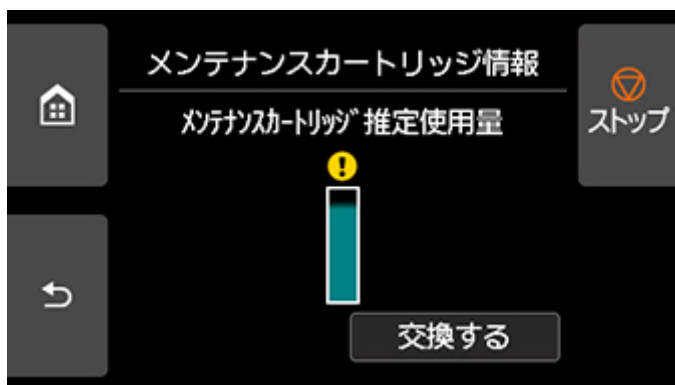 メンテナンスカートリッジ情報
ストップ
ﾒﾝﾃﾅﾝｽｶｰﾄﾘｯｼﾞ推定使用量
交換する